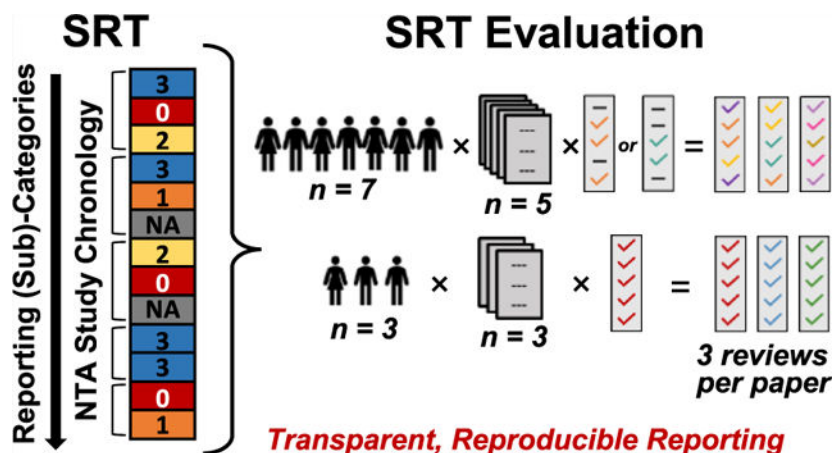 SRT
SRT Evaluation
Reporting (Sub)-Categories
NTA Study Chronology
3
0
2
3
1
NA
2
0
NA
3
3
0
1
n = 7
×
n = 5
×
or
=
n = 3
×
n = 3
×
=
3 reviews
per paper
Transparent, Reproducible Reporting